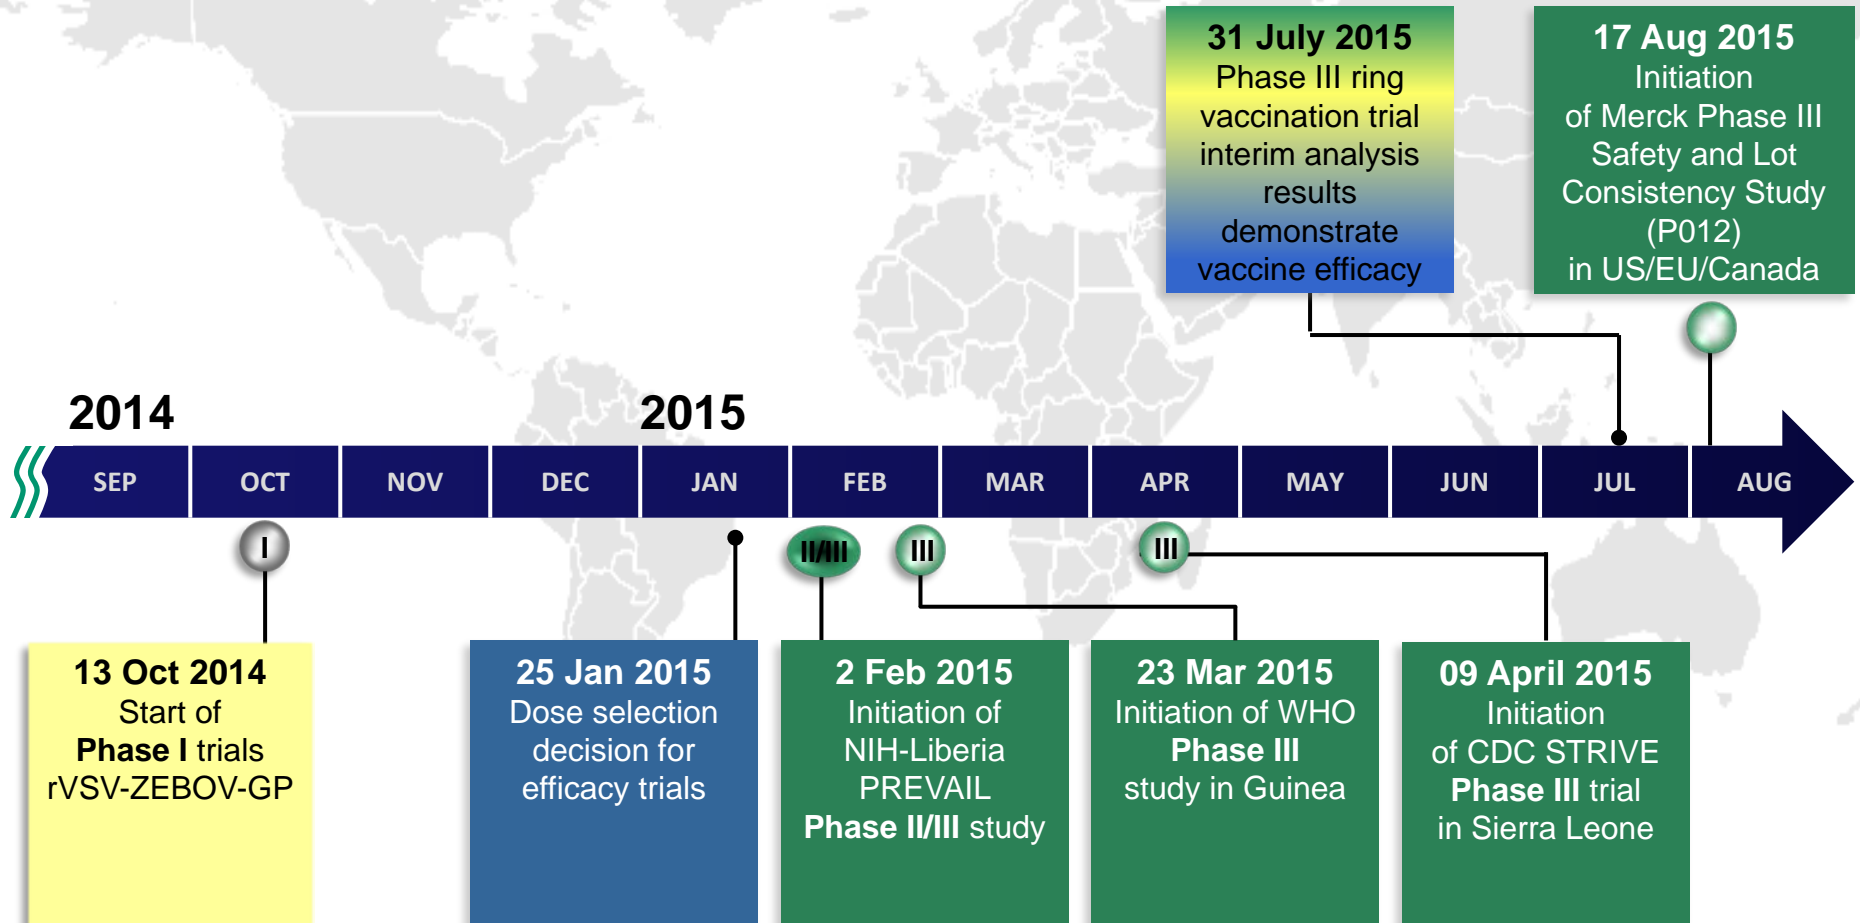 31 July 2015
Phase III ring
vaccination trial
interim analysis
results
demonstrate
vaccine efficacy
17 Aug 2015
Initiation
of Merck Phase III
Safety and Lot
Consistency Study
(P012)
in US/EU/Canada
2014
2015
SEP
OCT
NOV
DEC
JAN
FEB
MAR
APR
MAY
JUN
JUL
AUG
I
II/III
III
III
13 Oct 2014
Start of
Phase I trials
rVSV-ZEBOV-GP
25 Jan 2015
Dose selection
decision for
efficacy trials
2 Feb 2015
Initiation of
NIH-Liberia
PREVAIL
Phase II/III study
23 Mar 2015
Initiation of WHO
Phase III
study in Guinea
09 April 2015
Initiation
of CDC STRIVE
Phase III trial
in Sierra Leone